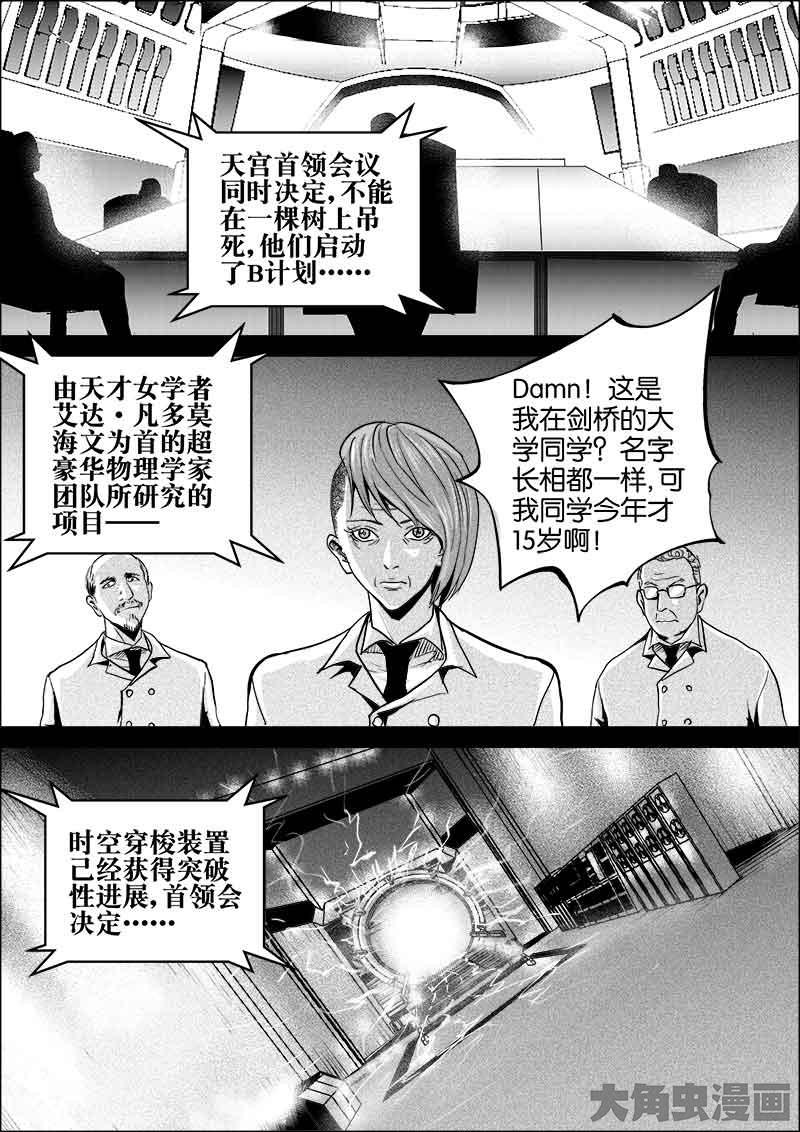 天宫首领会议
同时决定,不能
在一棵树上吊
死,他们启动
了B计划……
由天才女学者
艾达·凡多莫
海文为首的超
豪华物理学家
团队所研究的
项目——
Damn!这是
我在剑桥的大
学同学?名字
长相都一样,可
我同学今年才
15岁啊!
时空穿梭装置
已经获得突破
性进展,首领会
决定……
大角虫漫画